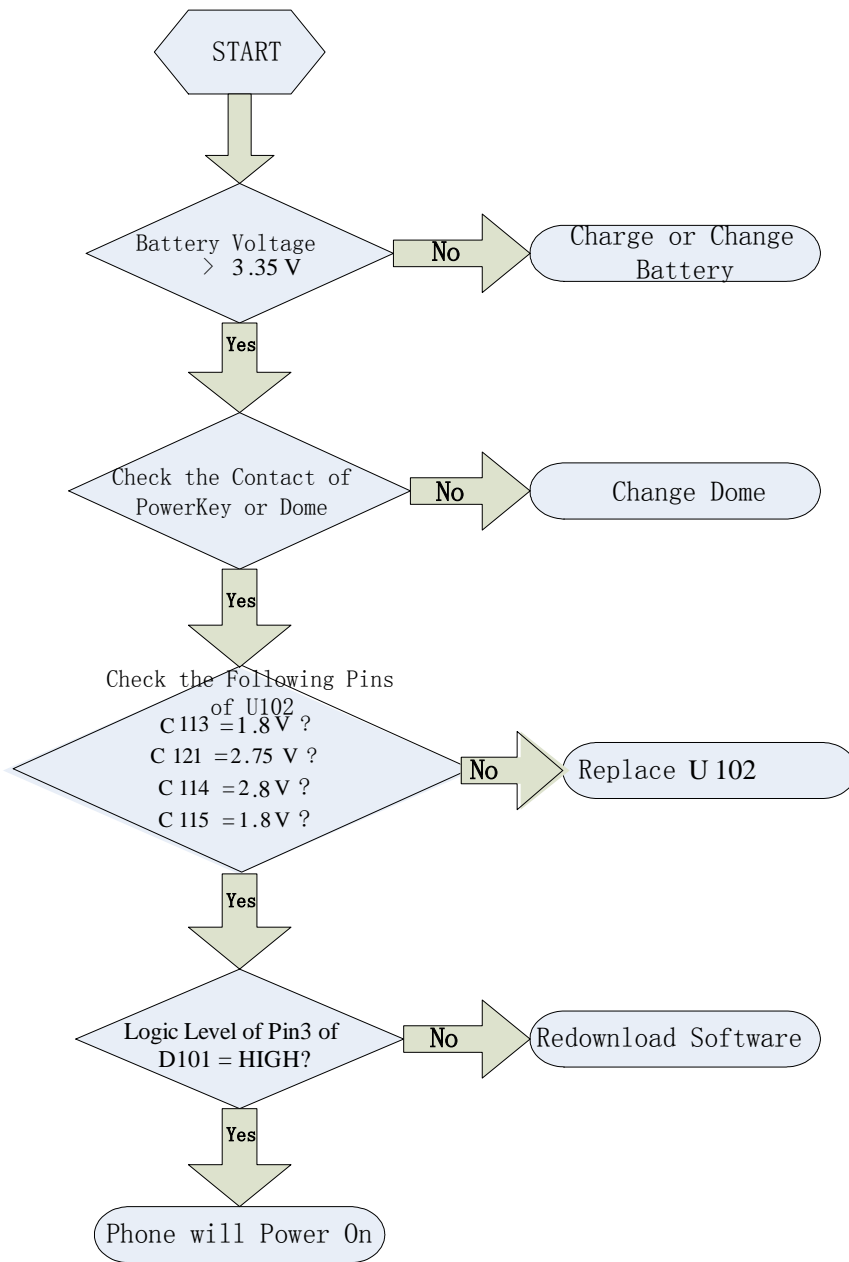 START
Battery Voltage
> 3.35 V
No
Charge or Change
Battery
Yes
Check the Contact of
PowerKey or Dome
No
Change Dome
Yes
Check the Following Pins
of U102
C 113 =1.8 V ?
C 121 =2.75 V ?
C 114 =2.8 V ?
C 115 =1.8 V ?
No
Replace U 102
Yes
Logic Level of Pin3 of
D101 = HIGH?
No
Redownload Software
Yes
Phone will Power On